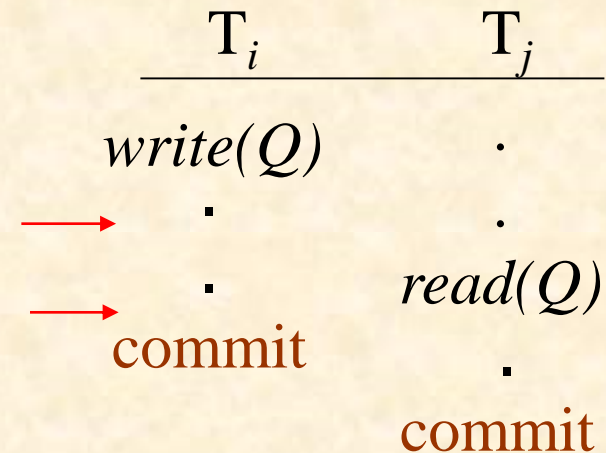 Ti Tj
write(Q) .
. .
. read(Q)
commit .
commit